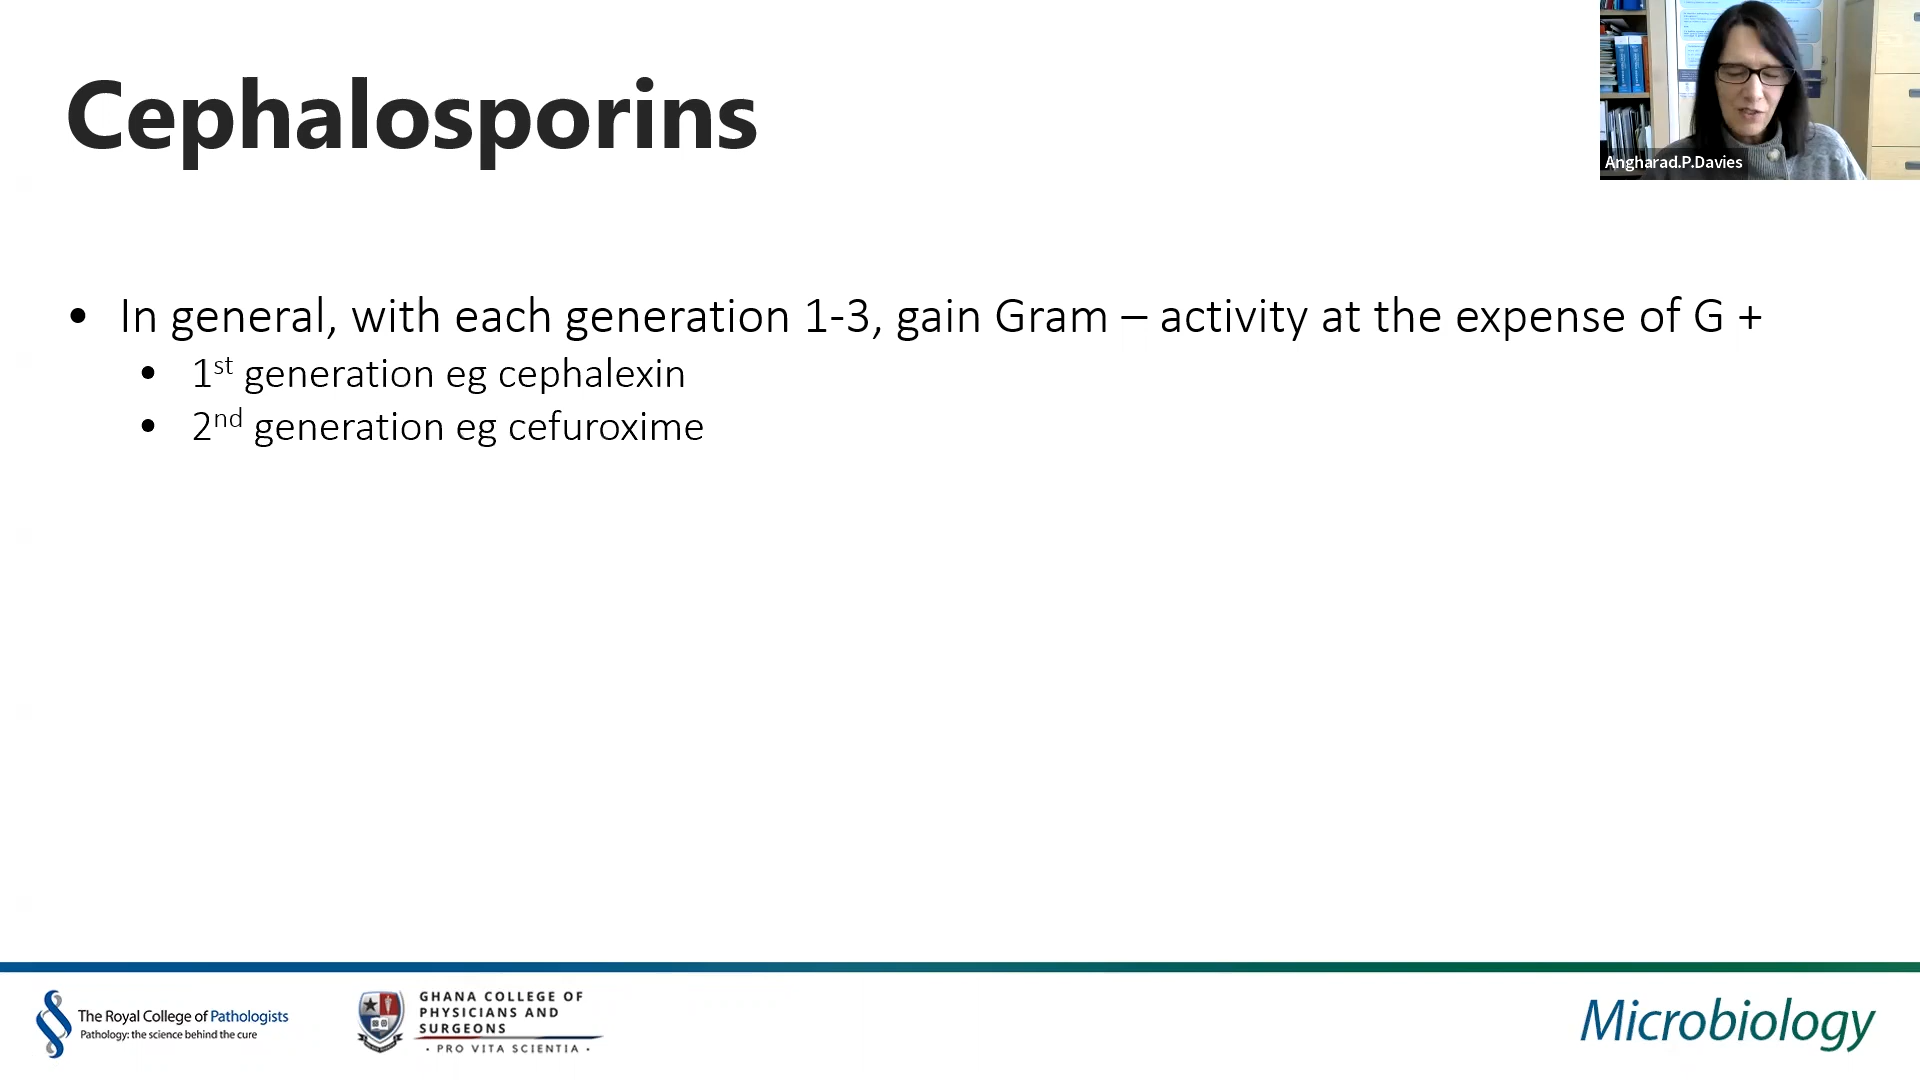 Cephalosporins
Angharad.P.Davies
• In general, with each generation 1-3, gain Gram – activity at the expense of G +
• 1st generation eg cephalexin
• 2nd generation eg cefuroxime
The Royal College of Pathologists
Pathology: the science behind the cure
GHANA COLLEGE OF
PHYSICIANS AND
SURGEONS
· PRO VITA SCIENTIA ·
Microbiology